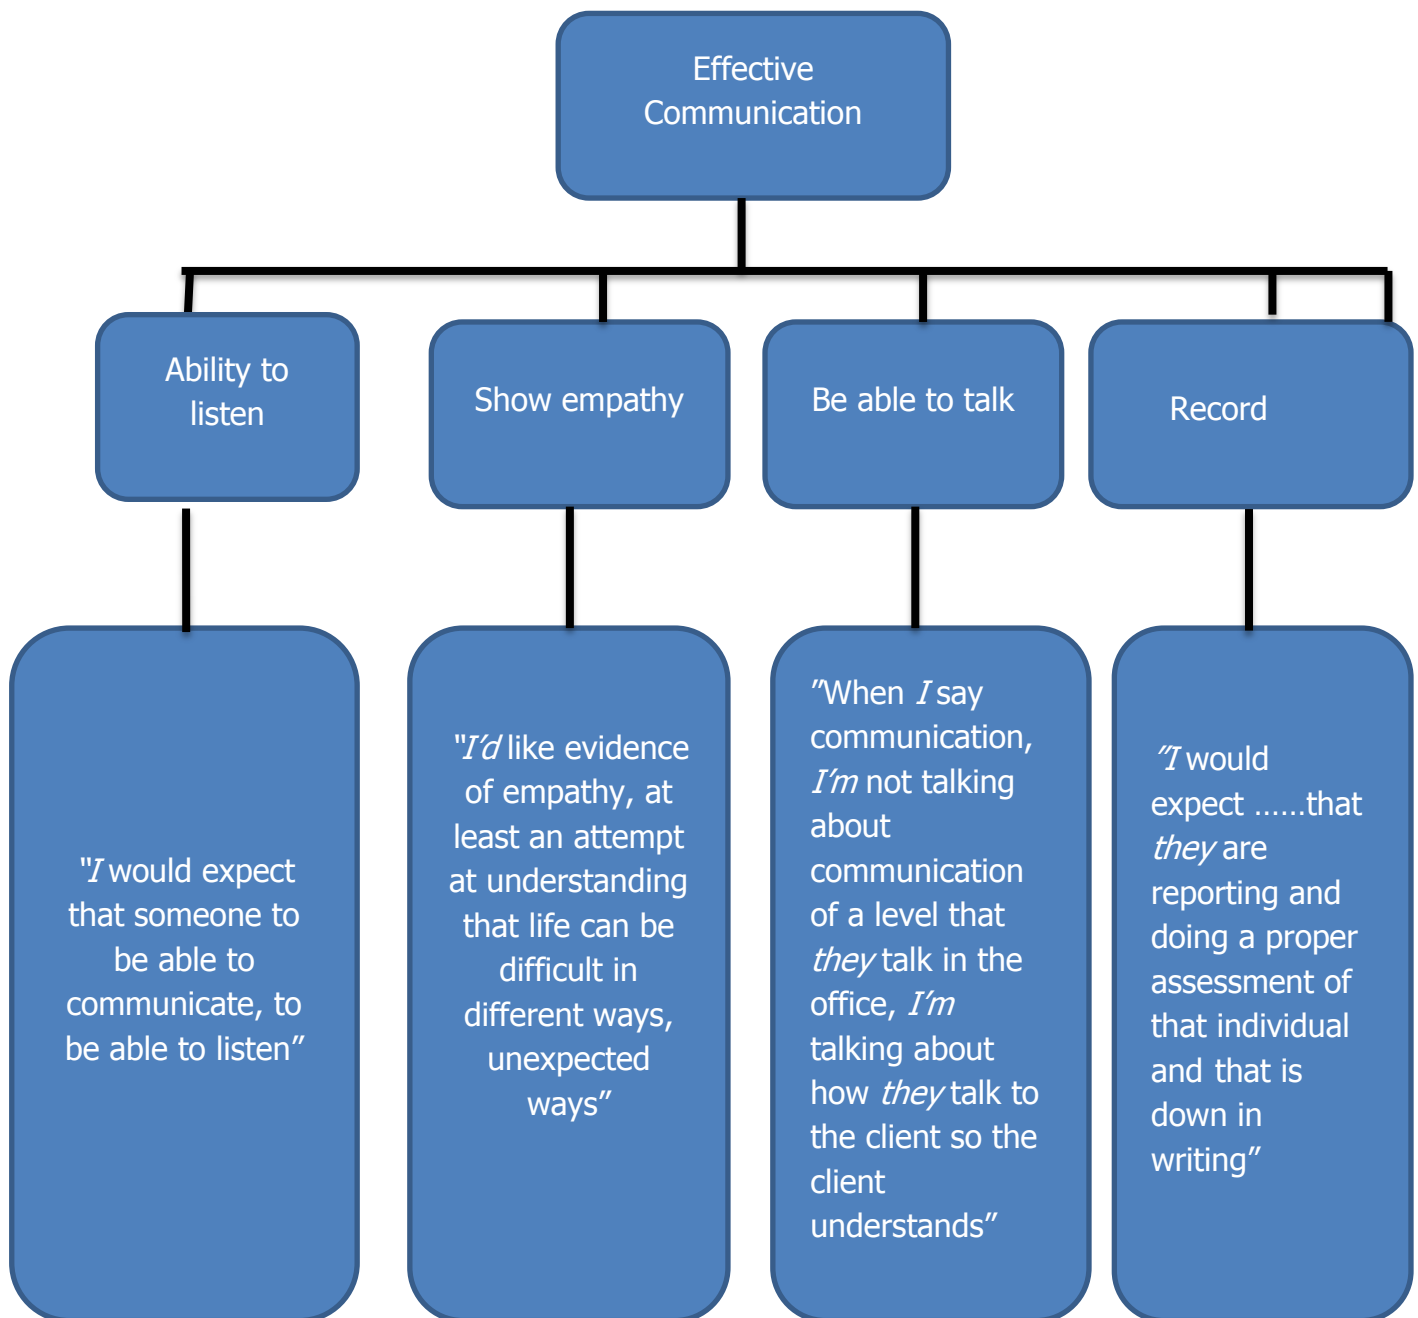 Effective
Communication
Ability to
listen
Show empathy
Be able to talk
Record
“I would expect
that someone to
be able to
communicate, to
be able to listen”
“I’d like evidence
of empathy, at
least an attempt
at understanding
that life can be
difficult in
different ways,
unexpected
ways”
”When I say
communication,
I’m not talking
about
communication
of a level that
they talk in the
office, I’m
talking about
how they talk to
the client so the
client
understands”
”I would
expect ……that
they are
reporting and
doing a proper
assessment of
that individual
and that is
down in
writing”